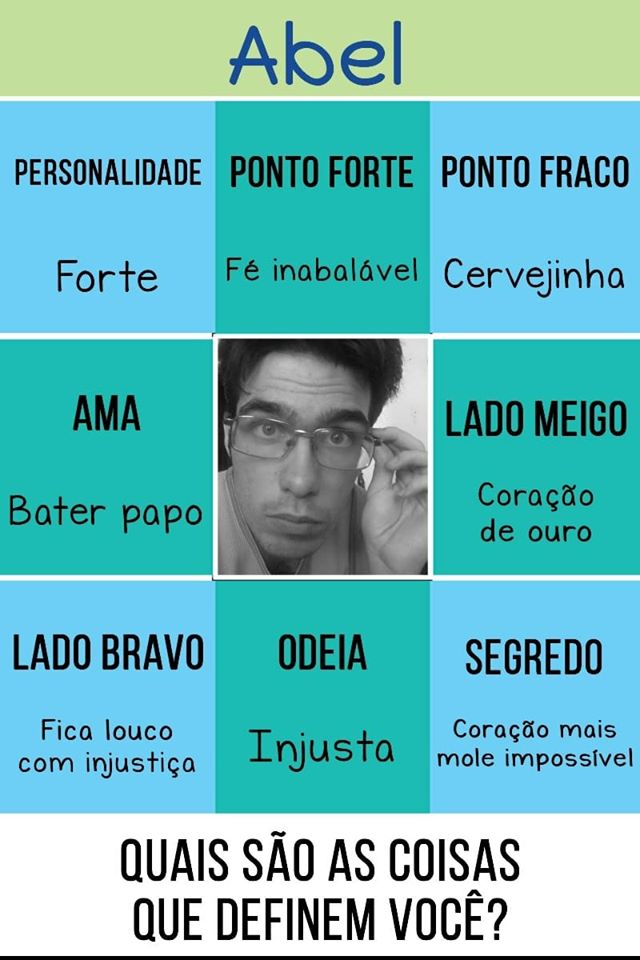 Abel
PERSONALIDADE
Forte
PONTO FORTE
Fé inabalável
PONTO FRACO
Cervejinha
AMA
Bater papo
LADO MEIGO
Coração
de ouro
LADO BRAVO
Fica louco
com injustiça
ODEIA
Injusta
SEGREDO
Coração mais
mole impossível
QUAIS SÃO AS COISAS
QUE DEFINEM VOCÊ?